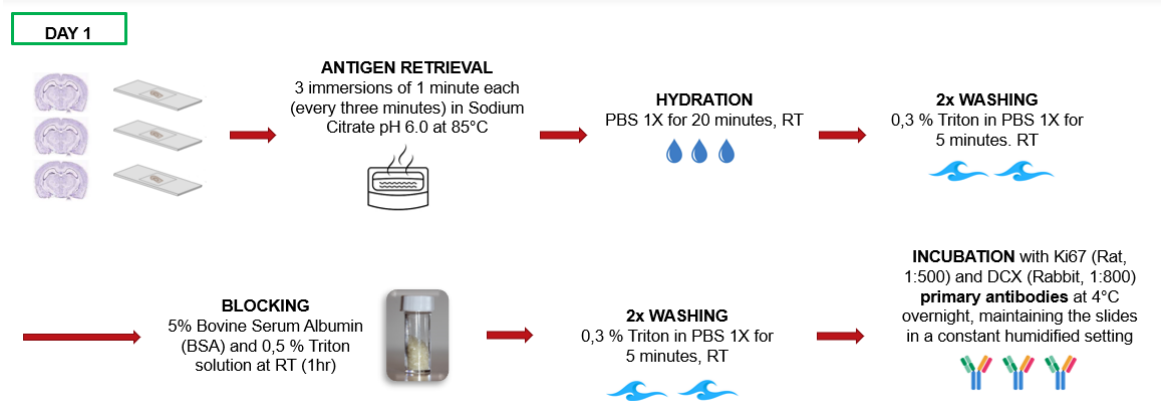 DAY 1
ANTIGEN RETRIEVAL
3 immersions of 1 minute each
(every three minutes) in Sodium
Citrate pH 6.0 at 85°C
HYDRATION
PBS 1X for 20 minutes, RT
2x WASHING
0,3 % Triton in PBS 1X for
5 minutes. RT
BLOCKING
5% Bovine Serum Albumin
(BSA) and 0,5 % Triton
solution at RT (1hr)
2x WASHING
0,3 % Triton in PBS 1X for
5 minutes, RT
INCUBATION with Ki67 (Rat,
1:500) and DCX (Rabbit, 1:800)
primary antibodies at 4°C
overnight, maintaining the slides
in a constant humidified setting